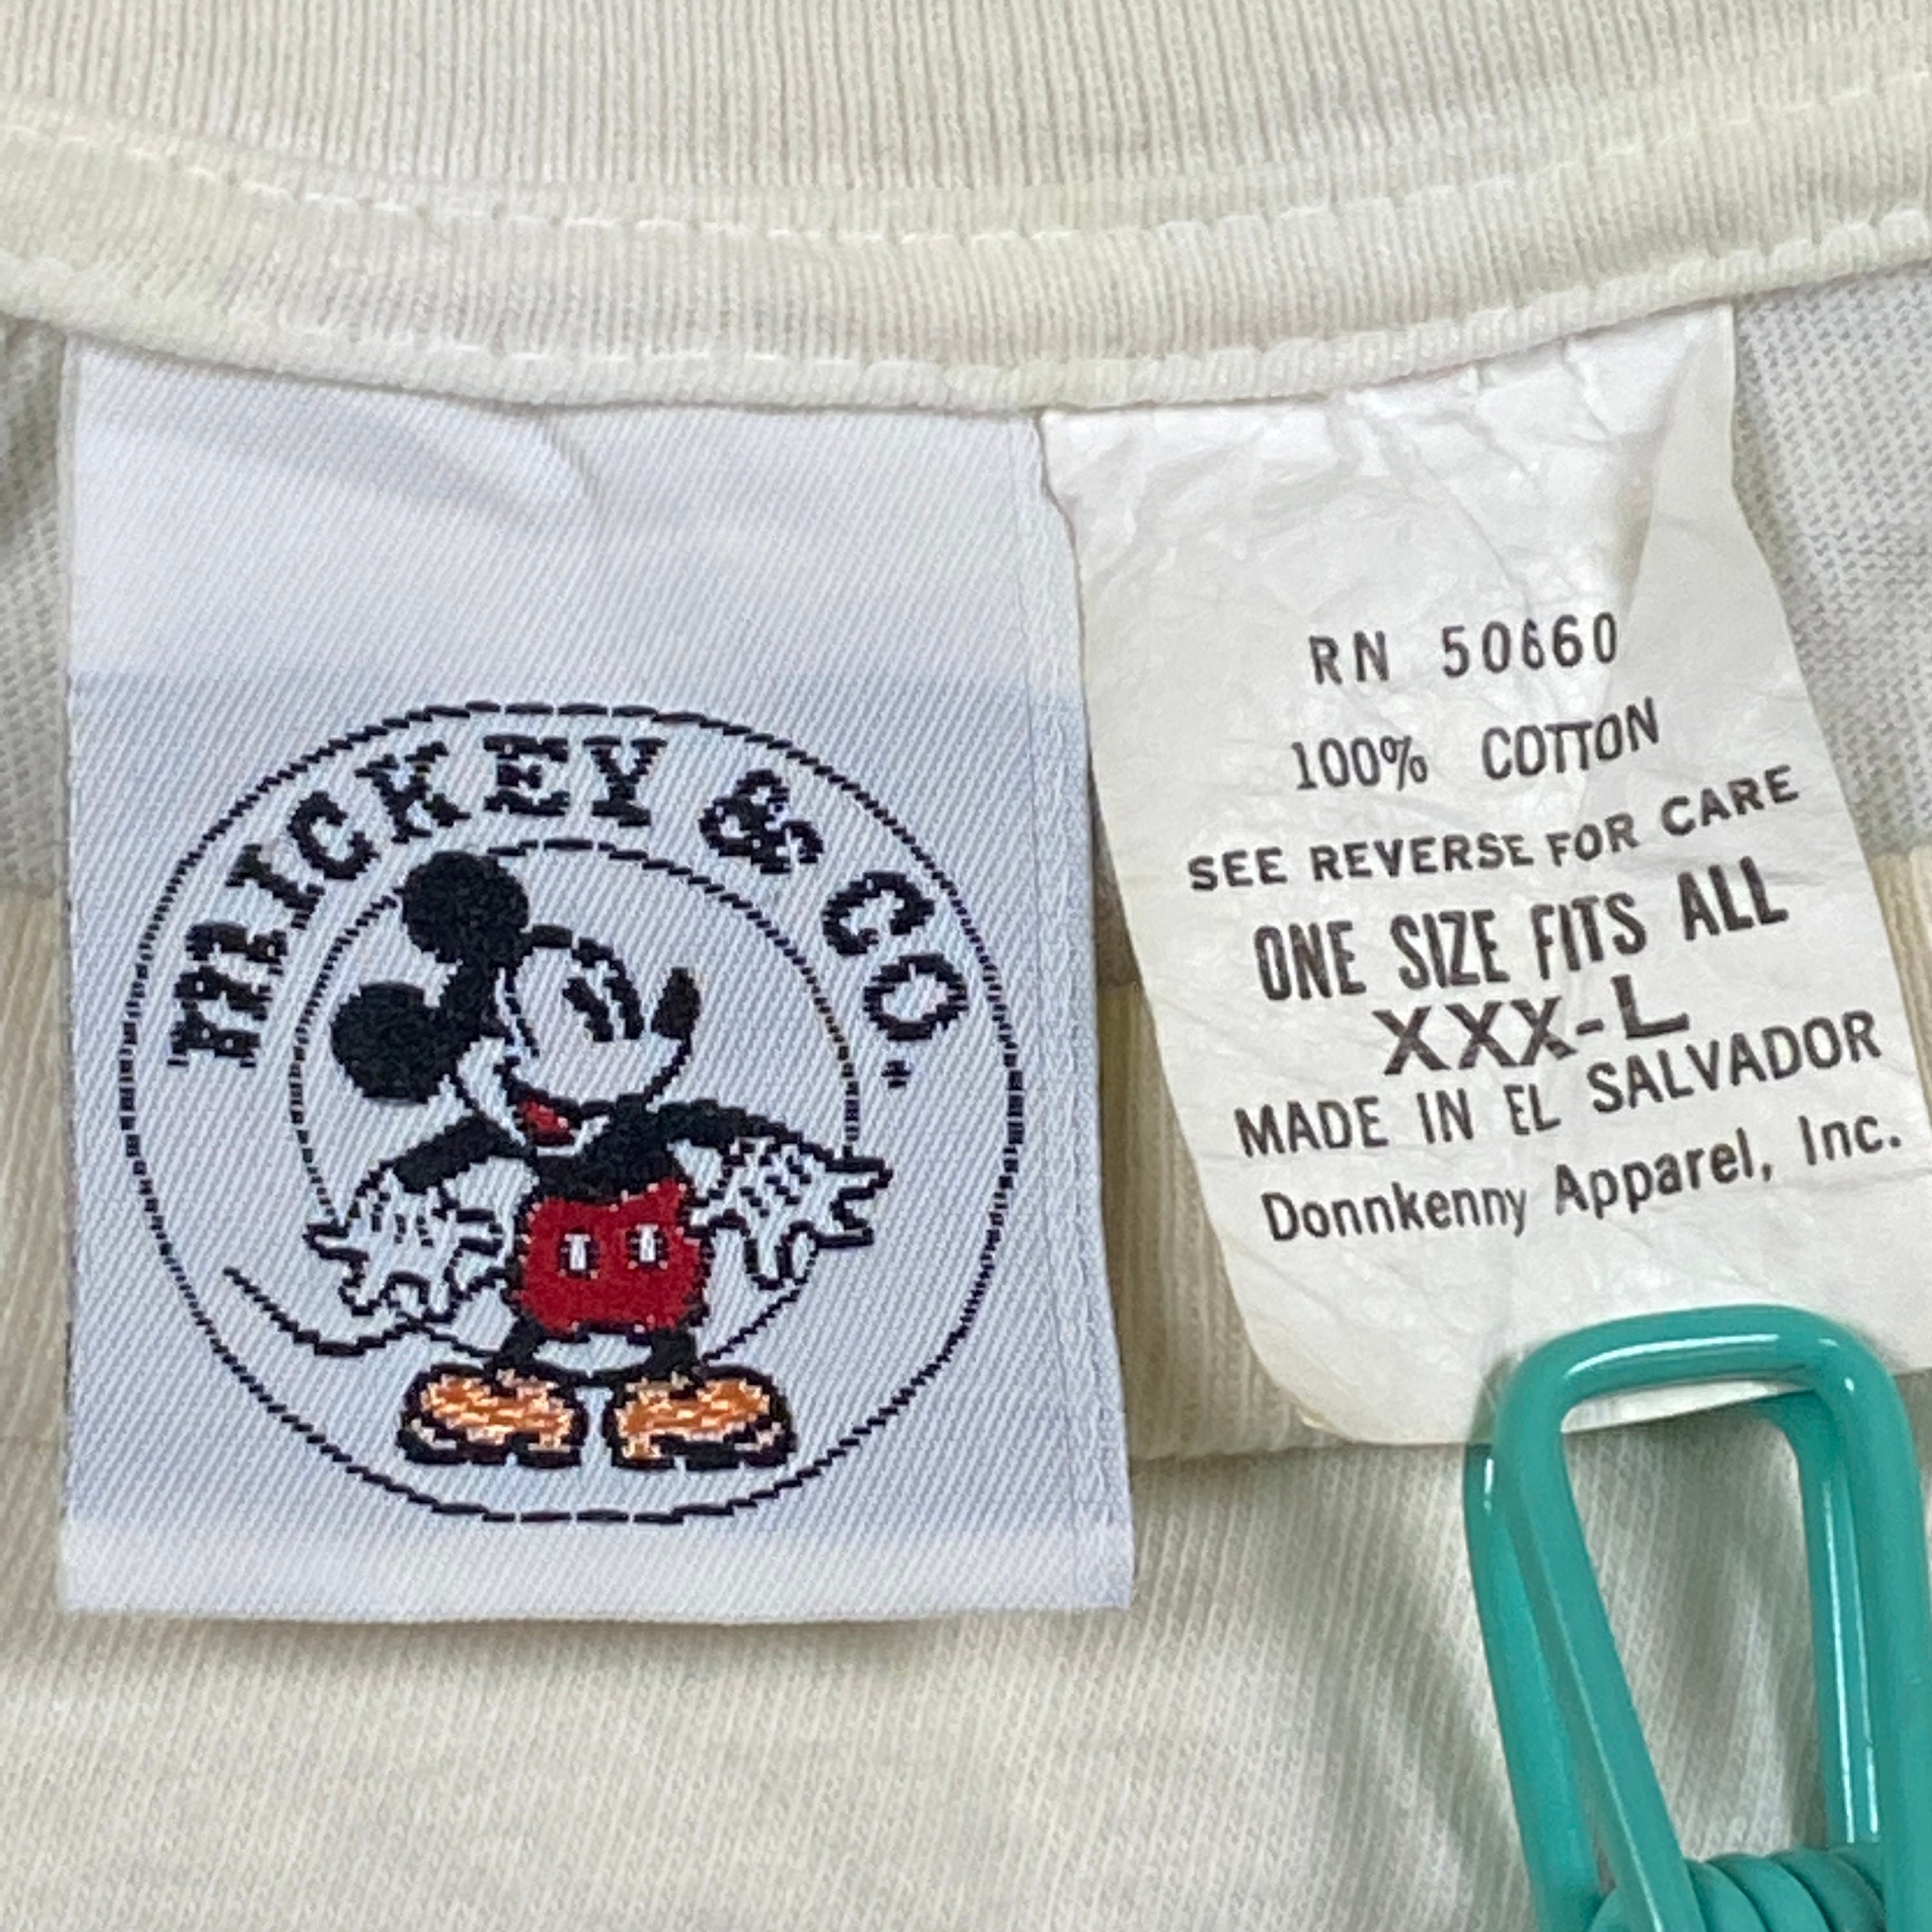 MICKEY & CO.
RN 50660
100% COTTON
SEE REVERSE FOR CARE
ONE SIZE FITS ALL
XXX-L
MADE IN EL SALVADOR
Donnkenny Apparel, Inc.